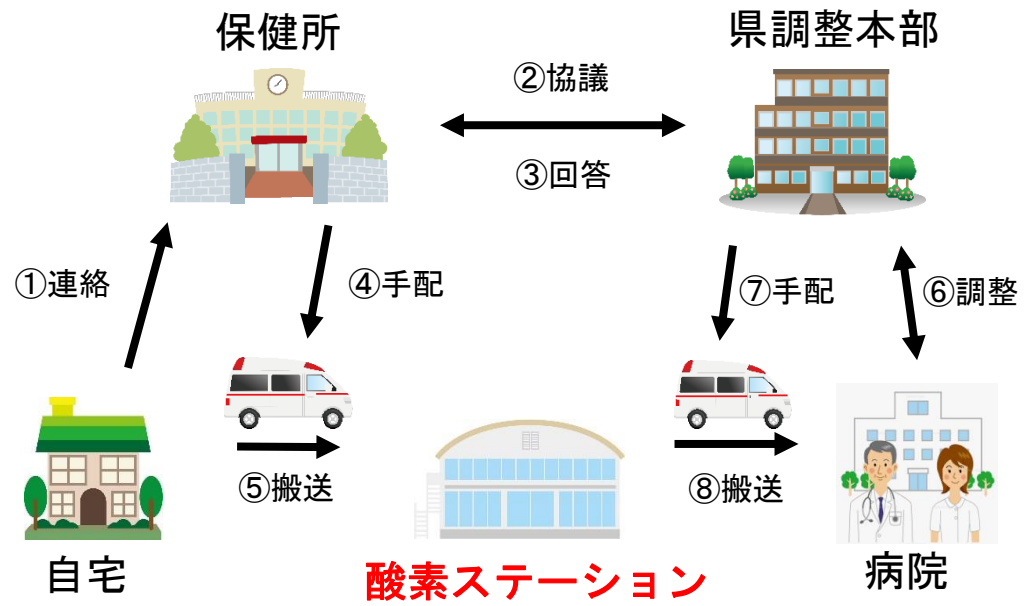 保健所
県調整本部
②協議
③回答
①連絡
④手配
⑦手配
⑥調整
⑤搬送
⑧搬送
自宅
酸素ステーション
病院